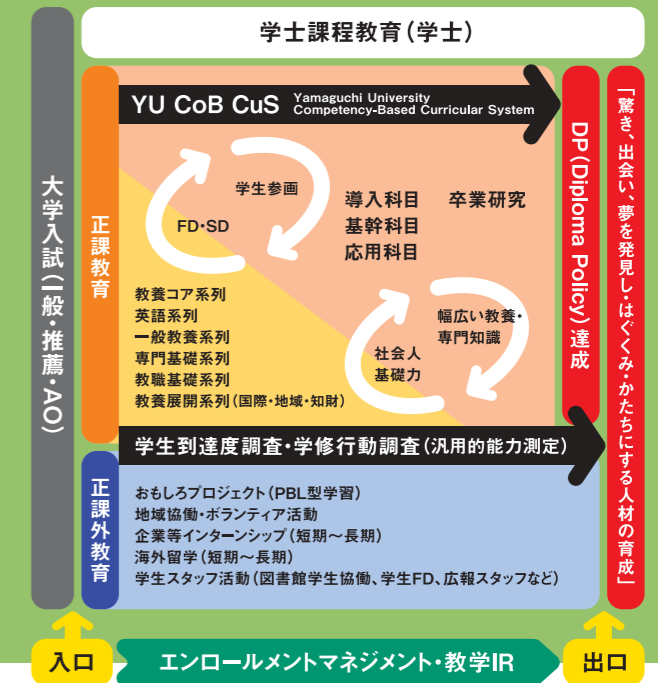 学士課程教育(学士)
大学入試(一般・推薦・AO)
正課教育
YU CoB CuS
Yamaguchi University
Competency-Based Curricular System
学生参画
FD・SD
導入科目
基幹科目
応用科目
卒業研究
教養コア系列
英語系列
一般教養系列
専門基礎系列
教職基礎系列
教養展開系列(国際・地域・知財)
幅広い教養・
専門知識
社会人
基礎力
DP(Diploma Policy)達成
「驚き、出会い、夢を発見し・はぐくみ・かたちにする人材の育成」
学生到達度調査・学修行動調査(汎用的能力測定)
正課外教育
おもしろプロジェクト(PBL型学習)
地域協働・ボランティア活動
企業等インターンシップ(短期〜長期)
海外留学(短期〜長期)
学生スタッフ活動(図書館学生協働、学生FD、広報スタッフなど)
入口
エンロールメントマネジメント・教学IR
出口